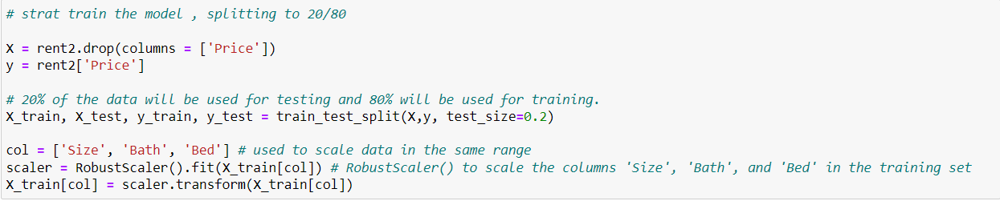 # strat train the model , splitting to 20/80
X = rent2.drop(columns = ['Price'])
y = rent2['Price']
# 20% of the data will be used for testing and 80% will be used for training.
X_train, X_test, y_train, y_test = train_test_split(X,y, test_size=0.2)
col = ['Size', 'Bath', 'Bed'] # used to scale data in the same range
scaler = RobustScaler().fit(X_train[col]) # RobustScaler() to scale the columns 'Size', 'Bath', and 'Bed' in the training set
X_train[col] = scaler.transform(X_train[col])